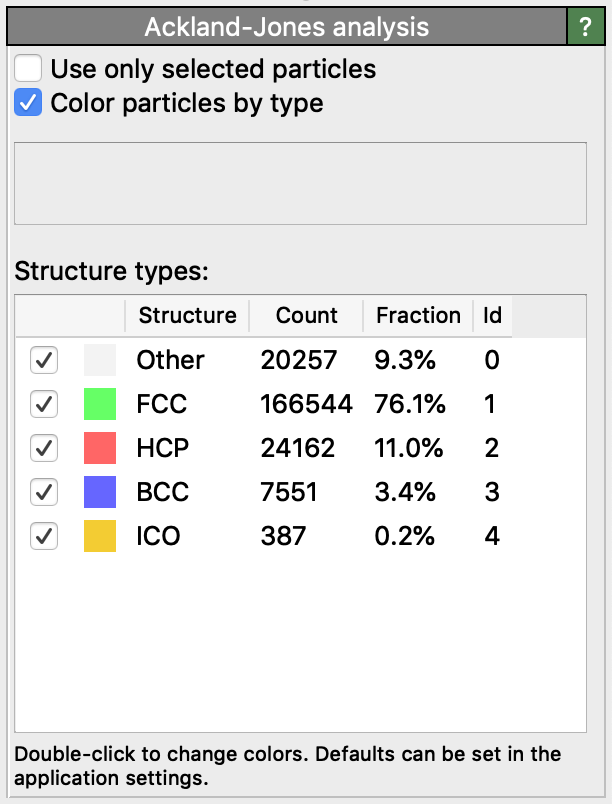 Ackland-Jones analysis ?
Use only selected particles
Color particles by type
Structure types:
Structure Count Fraction Id
Other 20257 9.3% 0
FCC 166544 76.1% 1
HCP 24162 11.0% 2
BCC 7551 3.4% 3
ICO 387 0.2% 4
Double-click to change colors. Defaults can be set in the
application settings.